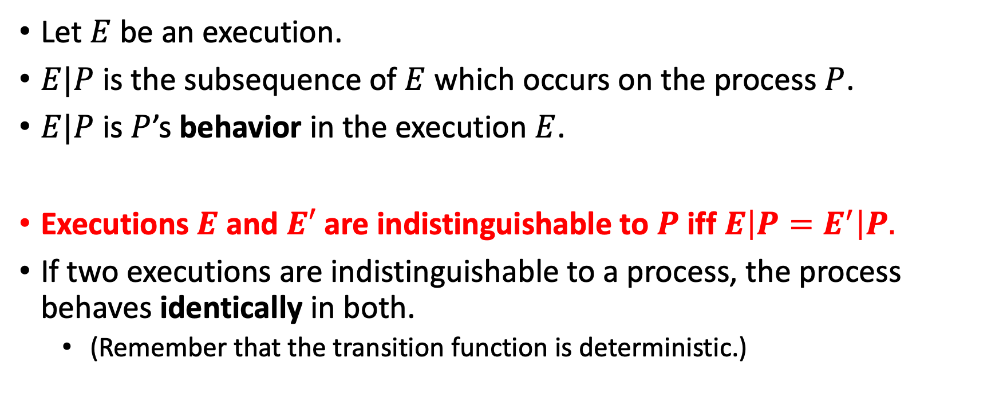 • Let E be an execution.
• E|P is the subsequence of E which occurs on the process P.
• E|P is P’s behavior in the execution E.
• Executions E and E′ are indistinguishable to P iff E|P = E′|P.
• If two executions are indistinguishable to a process, the process
behaves identically in both.
• (Remember that the transition function is deterministic.)